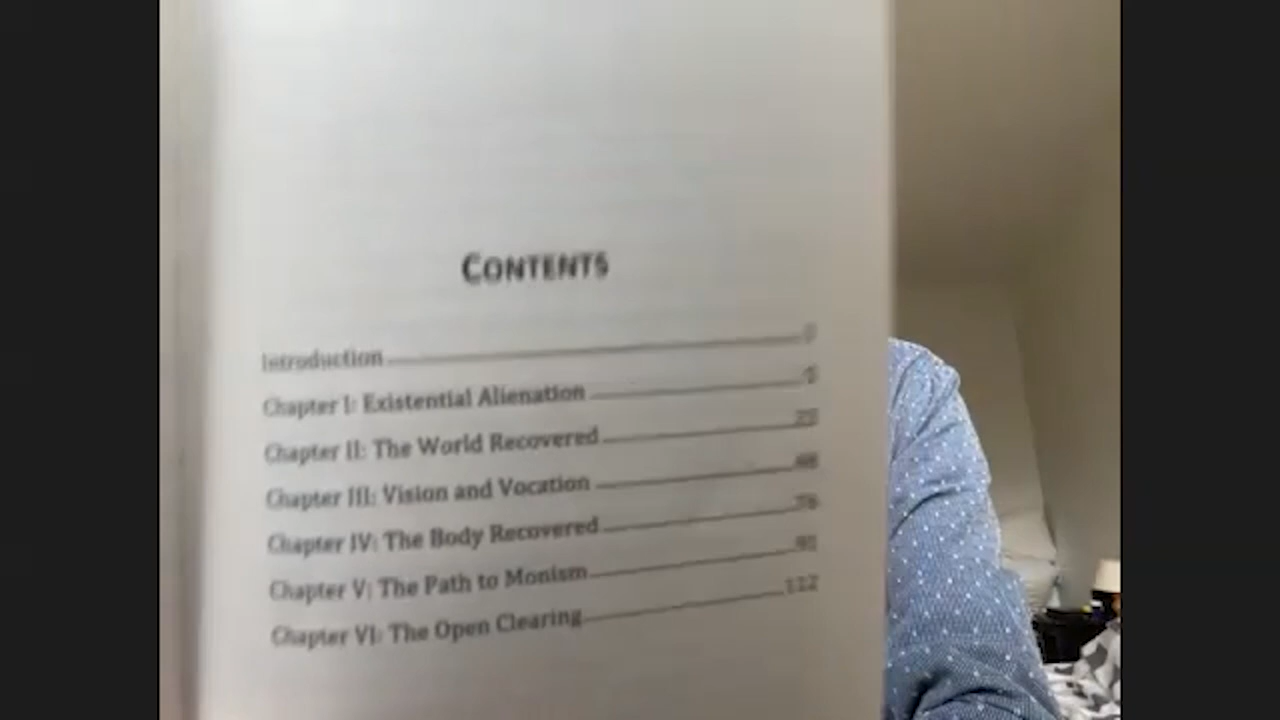 CONTENTS
Introduction
Chapter I: Existential Alienation
Chapter II: The World Recovered
Chapter III: Vision and Vocation
Chapter IV: The Body Recovered
Chapter V: The Path to Monism
Chapter VI: The Open Clearing 112